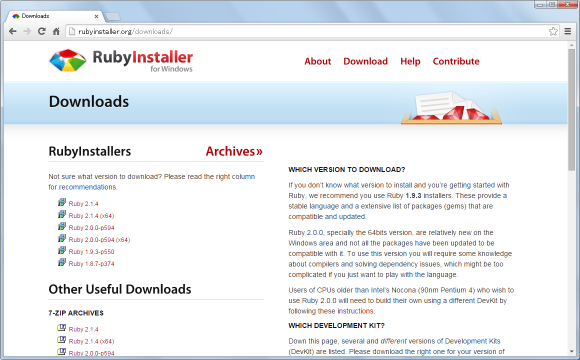 Downloads
rubyinstaller.org/downloads/
RubyInstaller
for Windows
About Download Help Contribute
Downloads
RubyInstallers Archives»
Not sure what version to download? Please read the right column
for recommendations.
Ruby 2.1.4
Ruby 2.1.4 (x64)
Ruby 2.0.0-p594
Ruby 2.0.0-p594 (x64)
Ruby 1.9.3-p550
Ruby 1.8.7-p374
Other Useful Downloads
7-ZIP ARCHIVES
Ruby 2.1.4
Ruby 2.1.4 (x64)
Ruby 2.0.0-p594
WHICH VERSION TO DOWNLOAD?
If you don't know what version to install and you're getting started with
Ruby, we recommend you use Ruby 1.9.3 installers. These provide a
stable language and a extensive list of packages (gems) that are
compatible and updated.
Ruby 2.0.0, specially the 64bits version, are relatively new on the
Windows area and not all the packages have been updated to be
compatible with it. To use this version you will require some knowledge
about compilers and solving dependency issues, which might be too
complicated if you just want to play with the language.
Users of CPUs older than Intel's Nocona (90nm Pentium 4) who wish to
use Ruby 2.0.0 will need to build their own using a different DevKit by
following these instructions.
WHICH DEVELOPMENT KIT?
Down this page, several and different versions of Development Kits
(DevKit) are listed. Please download the right one for your version of